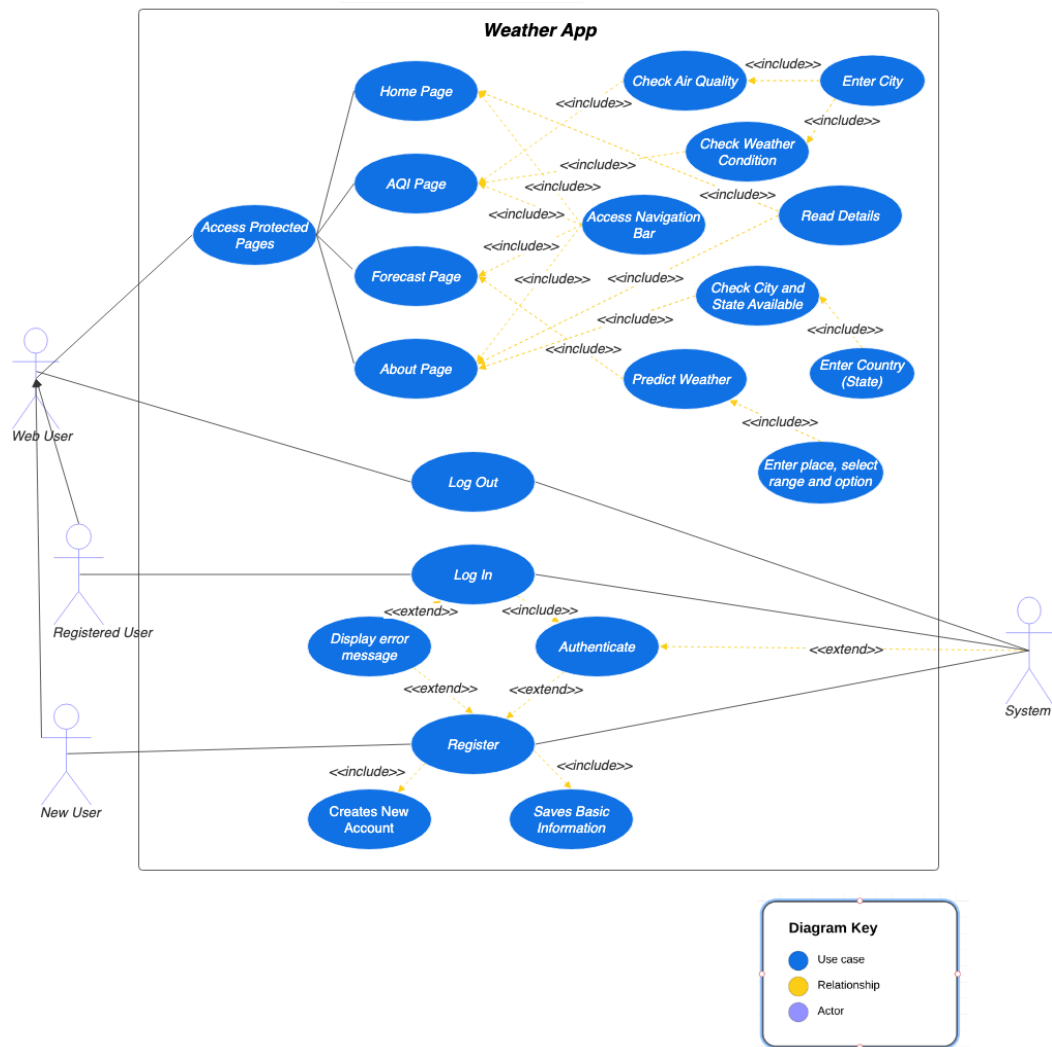 Weather App
Home Page
Check Air Quality
<<include>>
Enter City
<<include>>
<<include>>
Check Weather
Condition
AQI Page
<<include>>
<<include>>
<<include>>
Access Protected
Pages
<<include>>
Access Navigation
Bar
Read Details
<<include>>
Forecast Page
<<include>>
<<include>>
Check City and
State Available
<<include>>
<<include>>
<<include>>
About Page
Predict Weather
Enter Country
(State)
<<include>>
Web User
Enter place, select
range and option
Log Out
Log In
<<extend>>
<<include>>
Registered User
Display error
message
Authenticate
<<extend>>
<<extend>>
<<extend>>
System
Register
<<include>>
<<include>>
New User
Creates New
Account
Saves Basic
Information
Diagram Key
Use case
Relationship
Actor